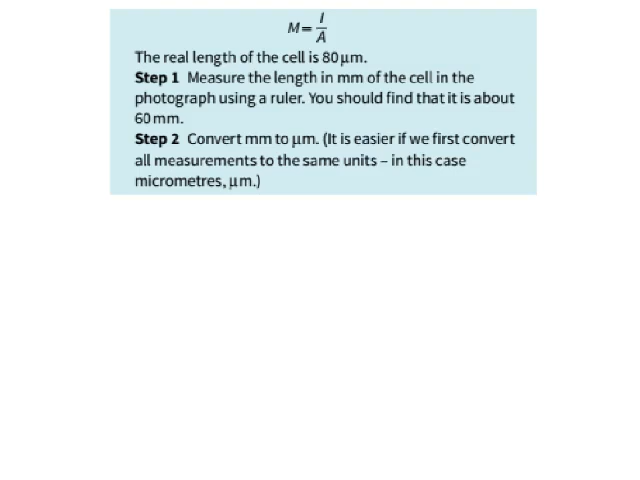 M = I/A
The real length of the cell is 80 µm.
Step 1 Measure the length in mm of the cell in the
photograph using a ruler. You should find that it is about
60 mm.
Step 2 Convert mm to µm. (It is easier if we first convert
all measurements to the same units – in this case
micrometres, µm.)